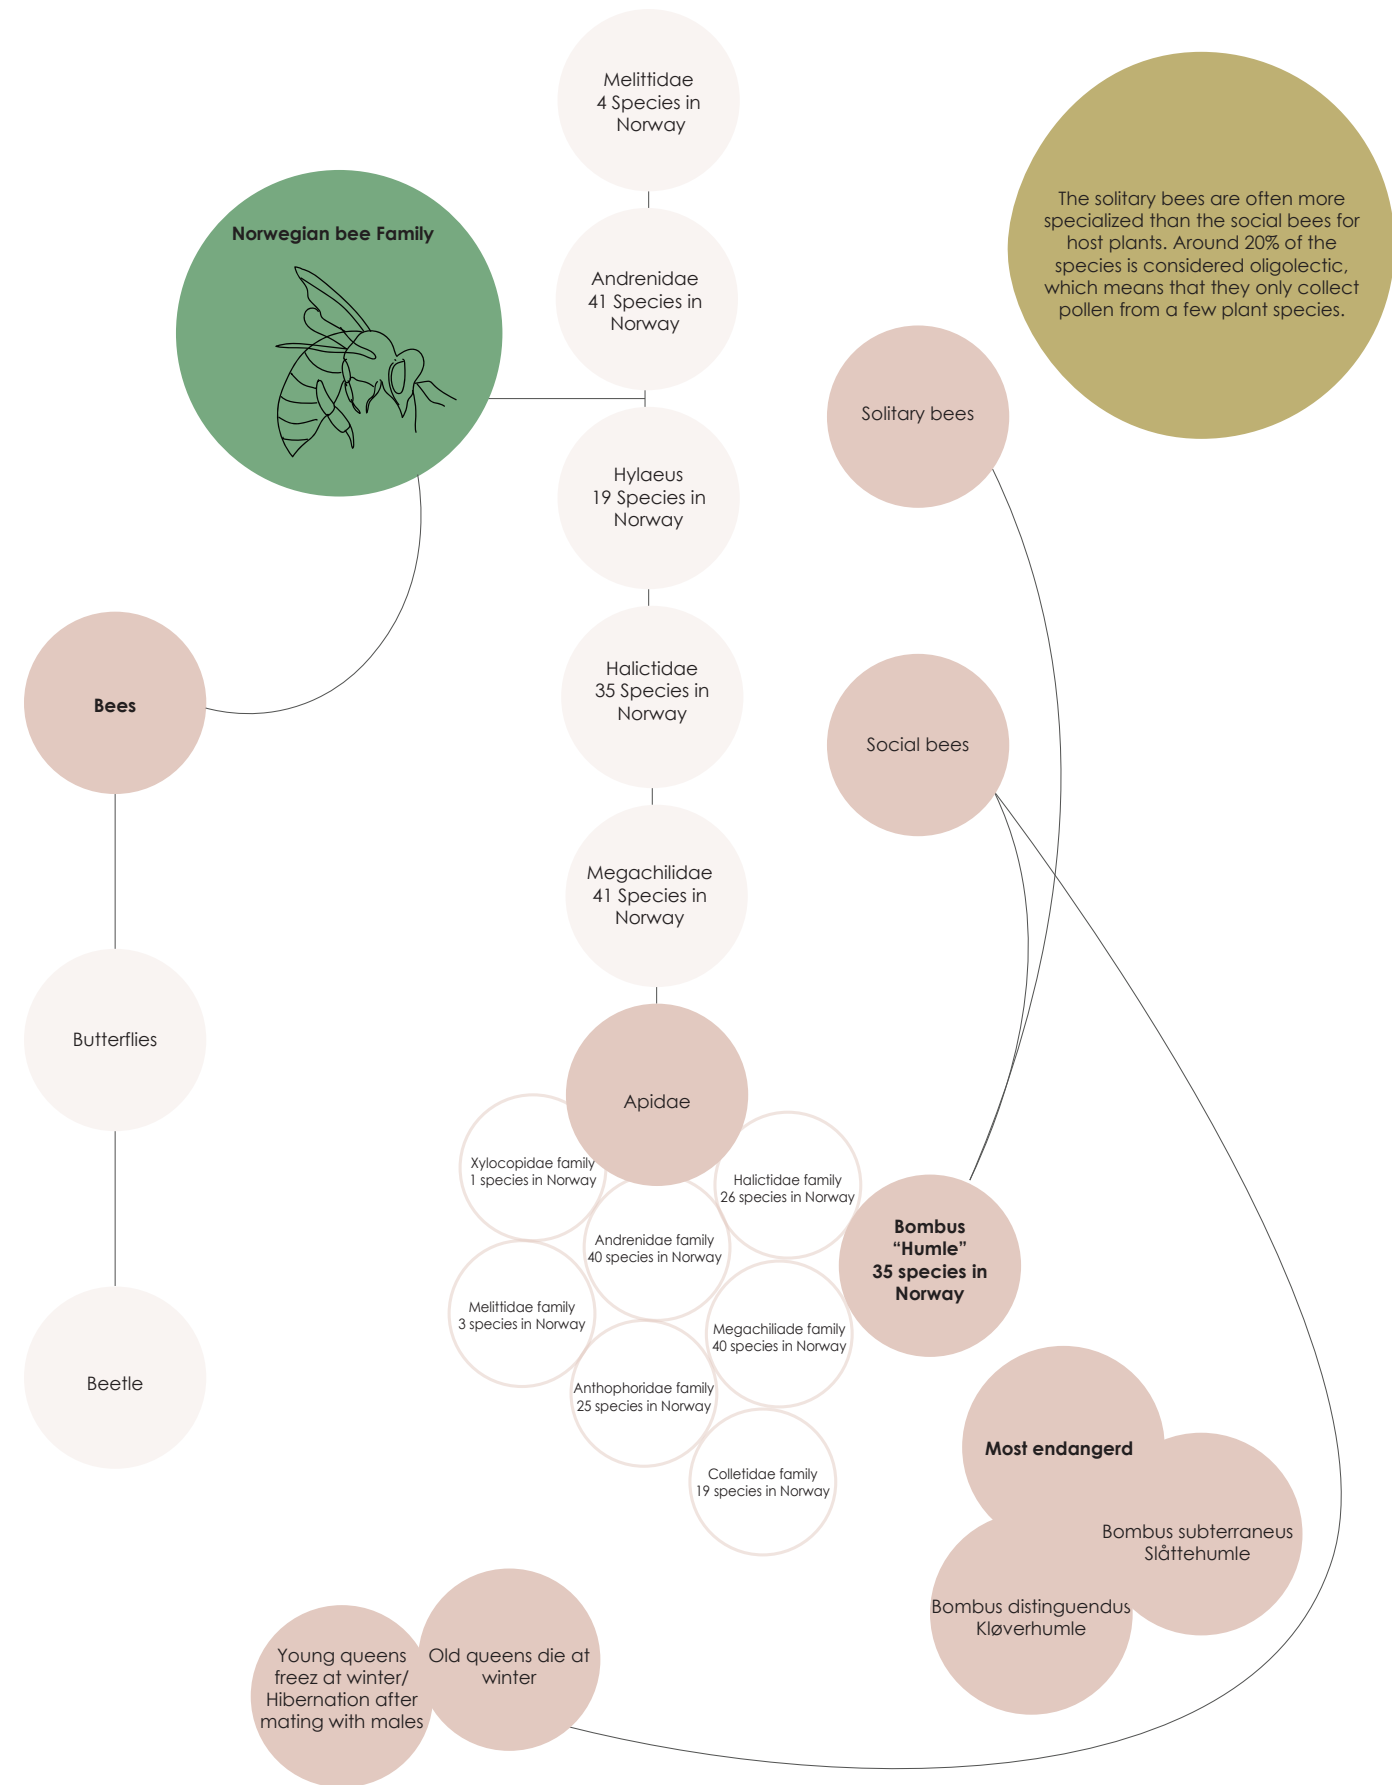 Melittidae
4 Species in
Norway
Norwegian bee Family
Andrenidae
41 Species in
Norway
The solitary bees are often more
specialized than the social bees for
host plants. Around 20% of the
species is considered oligolectic,
which means that they only collect
pollen from a few plant species.
Solitary bees
Hylaeus
19 Species in
Norway
Halictidae
35 Species in
Norway
Bees
Social bees
Megachilidae
41 Species in
Norway
Butterflies
Apidae
Xylocopidae family
1 species in Norway
Halictidae family
26 species in Norway
Andrenidae family
40 species in Norway
Bombus
“Humle”
35 species in
Norway
Melittidae family
3 species in Norway
Megachiliade family
40 species in Norway
Beetle
Anthophoridae family
25 species in Norway
Colletidae family
19 species in Norway
Most endangerd
Bombus subterraneus
Slåttehumle
Bombus distinguendus
Kløverhumle
Young queens
freez at winter/
Hibernation after
mating with males
Old queens die at
winter